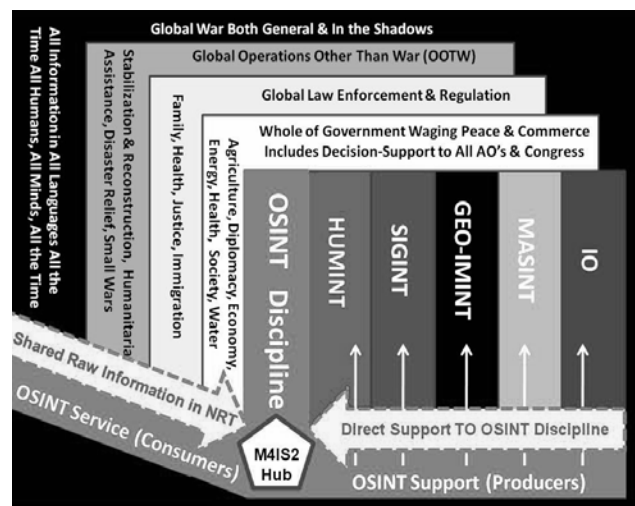 Global War Both General & In the Shadows
Global Operations Other Than War (OOTW)
Global Law Enforcement & Regulation
Whole of Government Waging Peace & Commerce
Includes Decision-Support to All AO's & Congress
All Information in All Languages All the
Time All Humans, All Minds, All the Time
Stabilization & Reconstruction, Humanitaria
Assistance, Disaster Relief, Small Wars
Family, Health, Justice, Immigration
Agriculture, Diplomacy, Economy,
Energy, Health, Society, Water
OSINT Discipline
HUMINT
SIGINT
GEO-IMINT
MASINT
IO
Shared Raw Information in NRT
OSINT Service (Consumers)
M4IS2
Hub
Direct Support TO OSINT Discipline
OSINT Support (Producers)